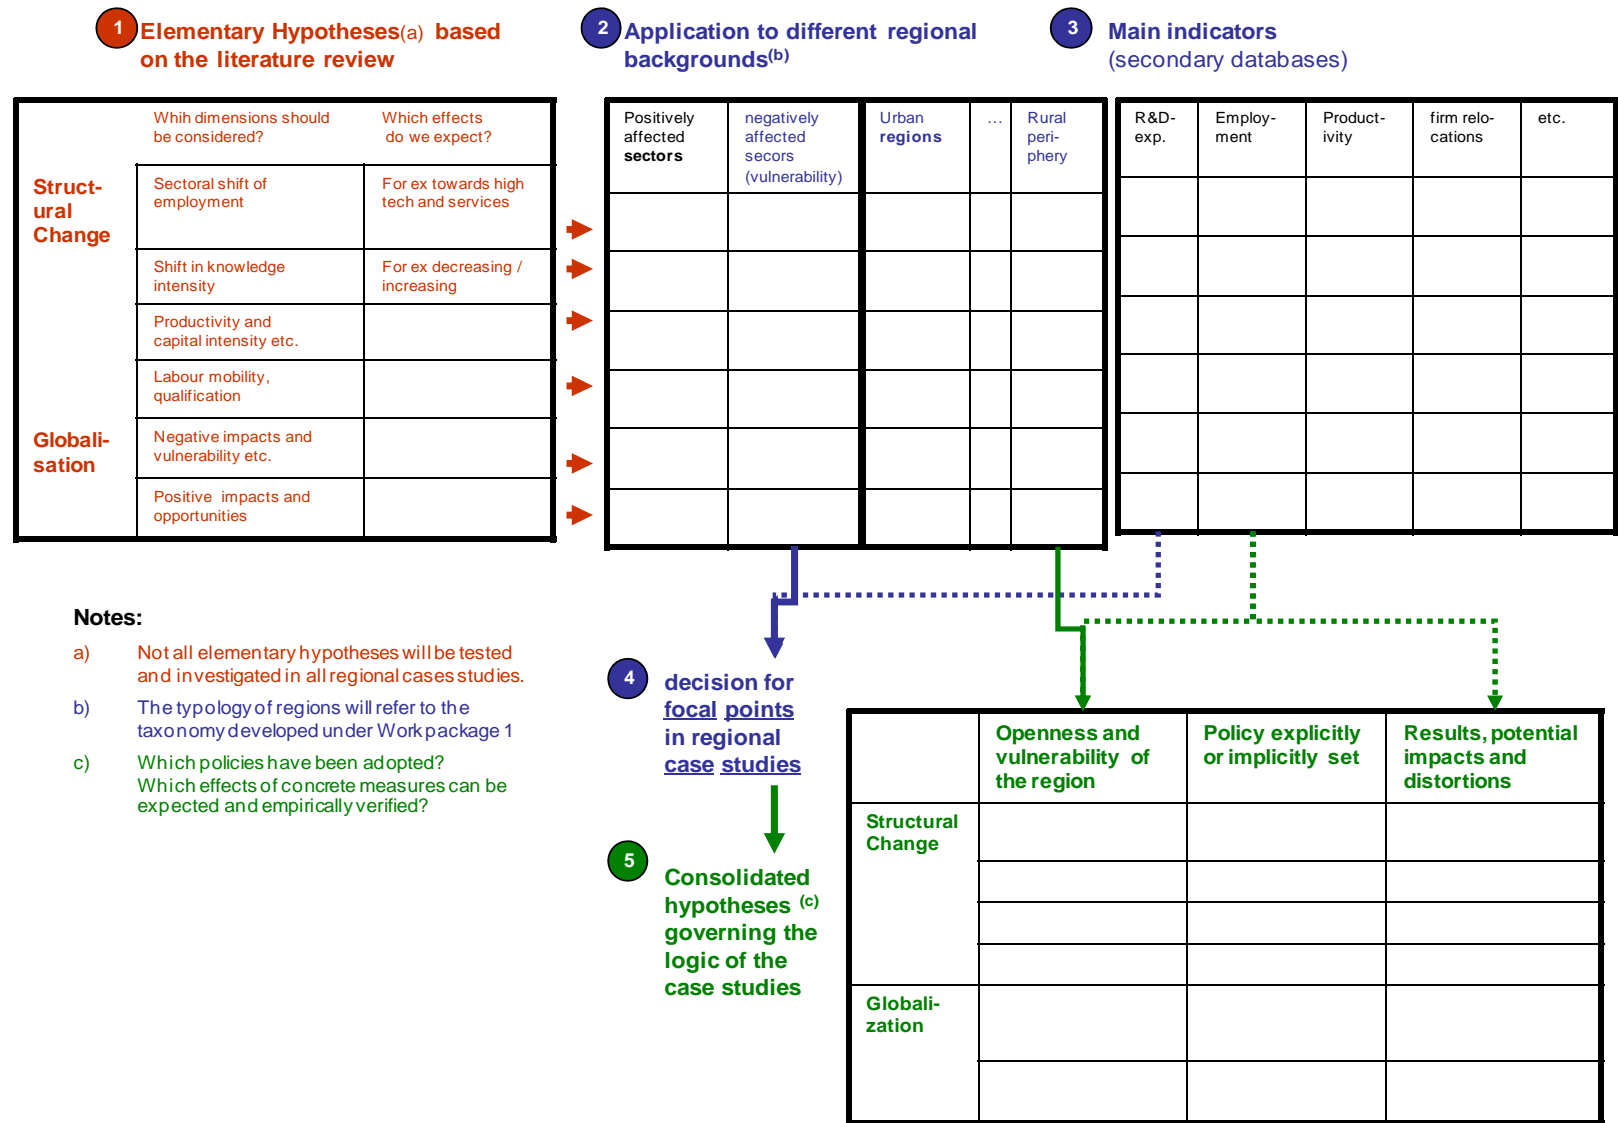 1
Elementary Hypotheses(a) based
on the literature review
2
Application to different regional
backgrounds(b)
3
Main indicators
(secondary databases)
Whih dimensions should
be considered?
Which effects
do we expect?
Struct-
ural
Change
Sectoral shift of
employment
For ex towards high
tech and services
Shift in knowledge
intensity
For ex decreasing /
increasing
Productivity and
capital intensity etc.
Labour mobility,
qualification
Globali-
sation
Negative impacts and
vulnerability etc.
Positive impacts and
opportunities
Positively
affected
sectors
negatively
affected
secors
(vulnerability)
Urban
regions
...
Rural
peri-
phery
R&D-
exp.
Employ-
ment
Product-
ivity
firm relo-
cations
etc.
Notes:
a) Not all elementary hypotheses will be tested
and investigated in all regional cases studies.
b) The typology of regions will refer to the
taxonomy developed under Work package 1
c) Which policies have been adopted?
Which effects of concrete measures can be
expected and empirically verified?
4
decision for
focal points
in regional
case studies
5
Consolidated
hypotheses (c)
governing the
logic of the
case studies
Openness and
vulnerability of
the region
Policy explicitly
or implicitly set
Results, potential
impacts and
distortions
Structural
Change
Globali-
zation